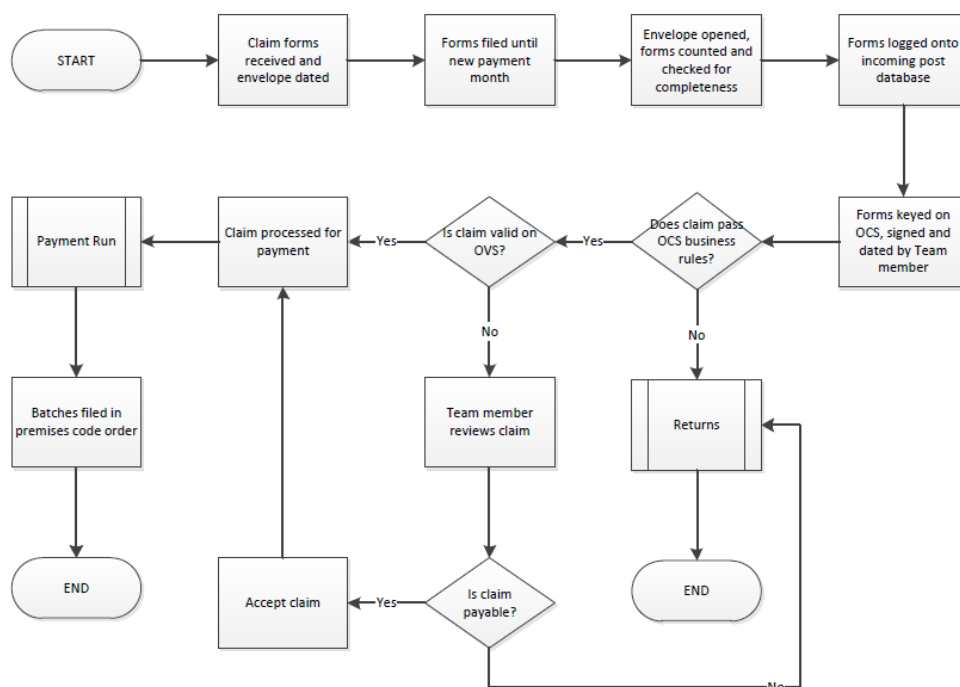 START
Claim forms
received and
envelope dated
Forms filed until
new payment
month
Envelope opened,
forms counted and
checked for
completeness
Forms logged onto
incoming post
database
Payment Run
Claim processed for
payment
Yes
Is claim valid on
OVS?
Yes
Does claim pass
OCS business
rules?
Forms keyed on
OCS, signed and
dated by Team
member
No
No
Batches filed in
premises code order
Team member
reviews claim
Returns
END
Accept claim
Yes
Is claim
payable?
END
No